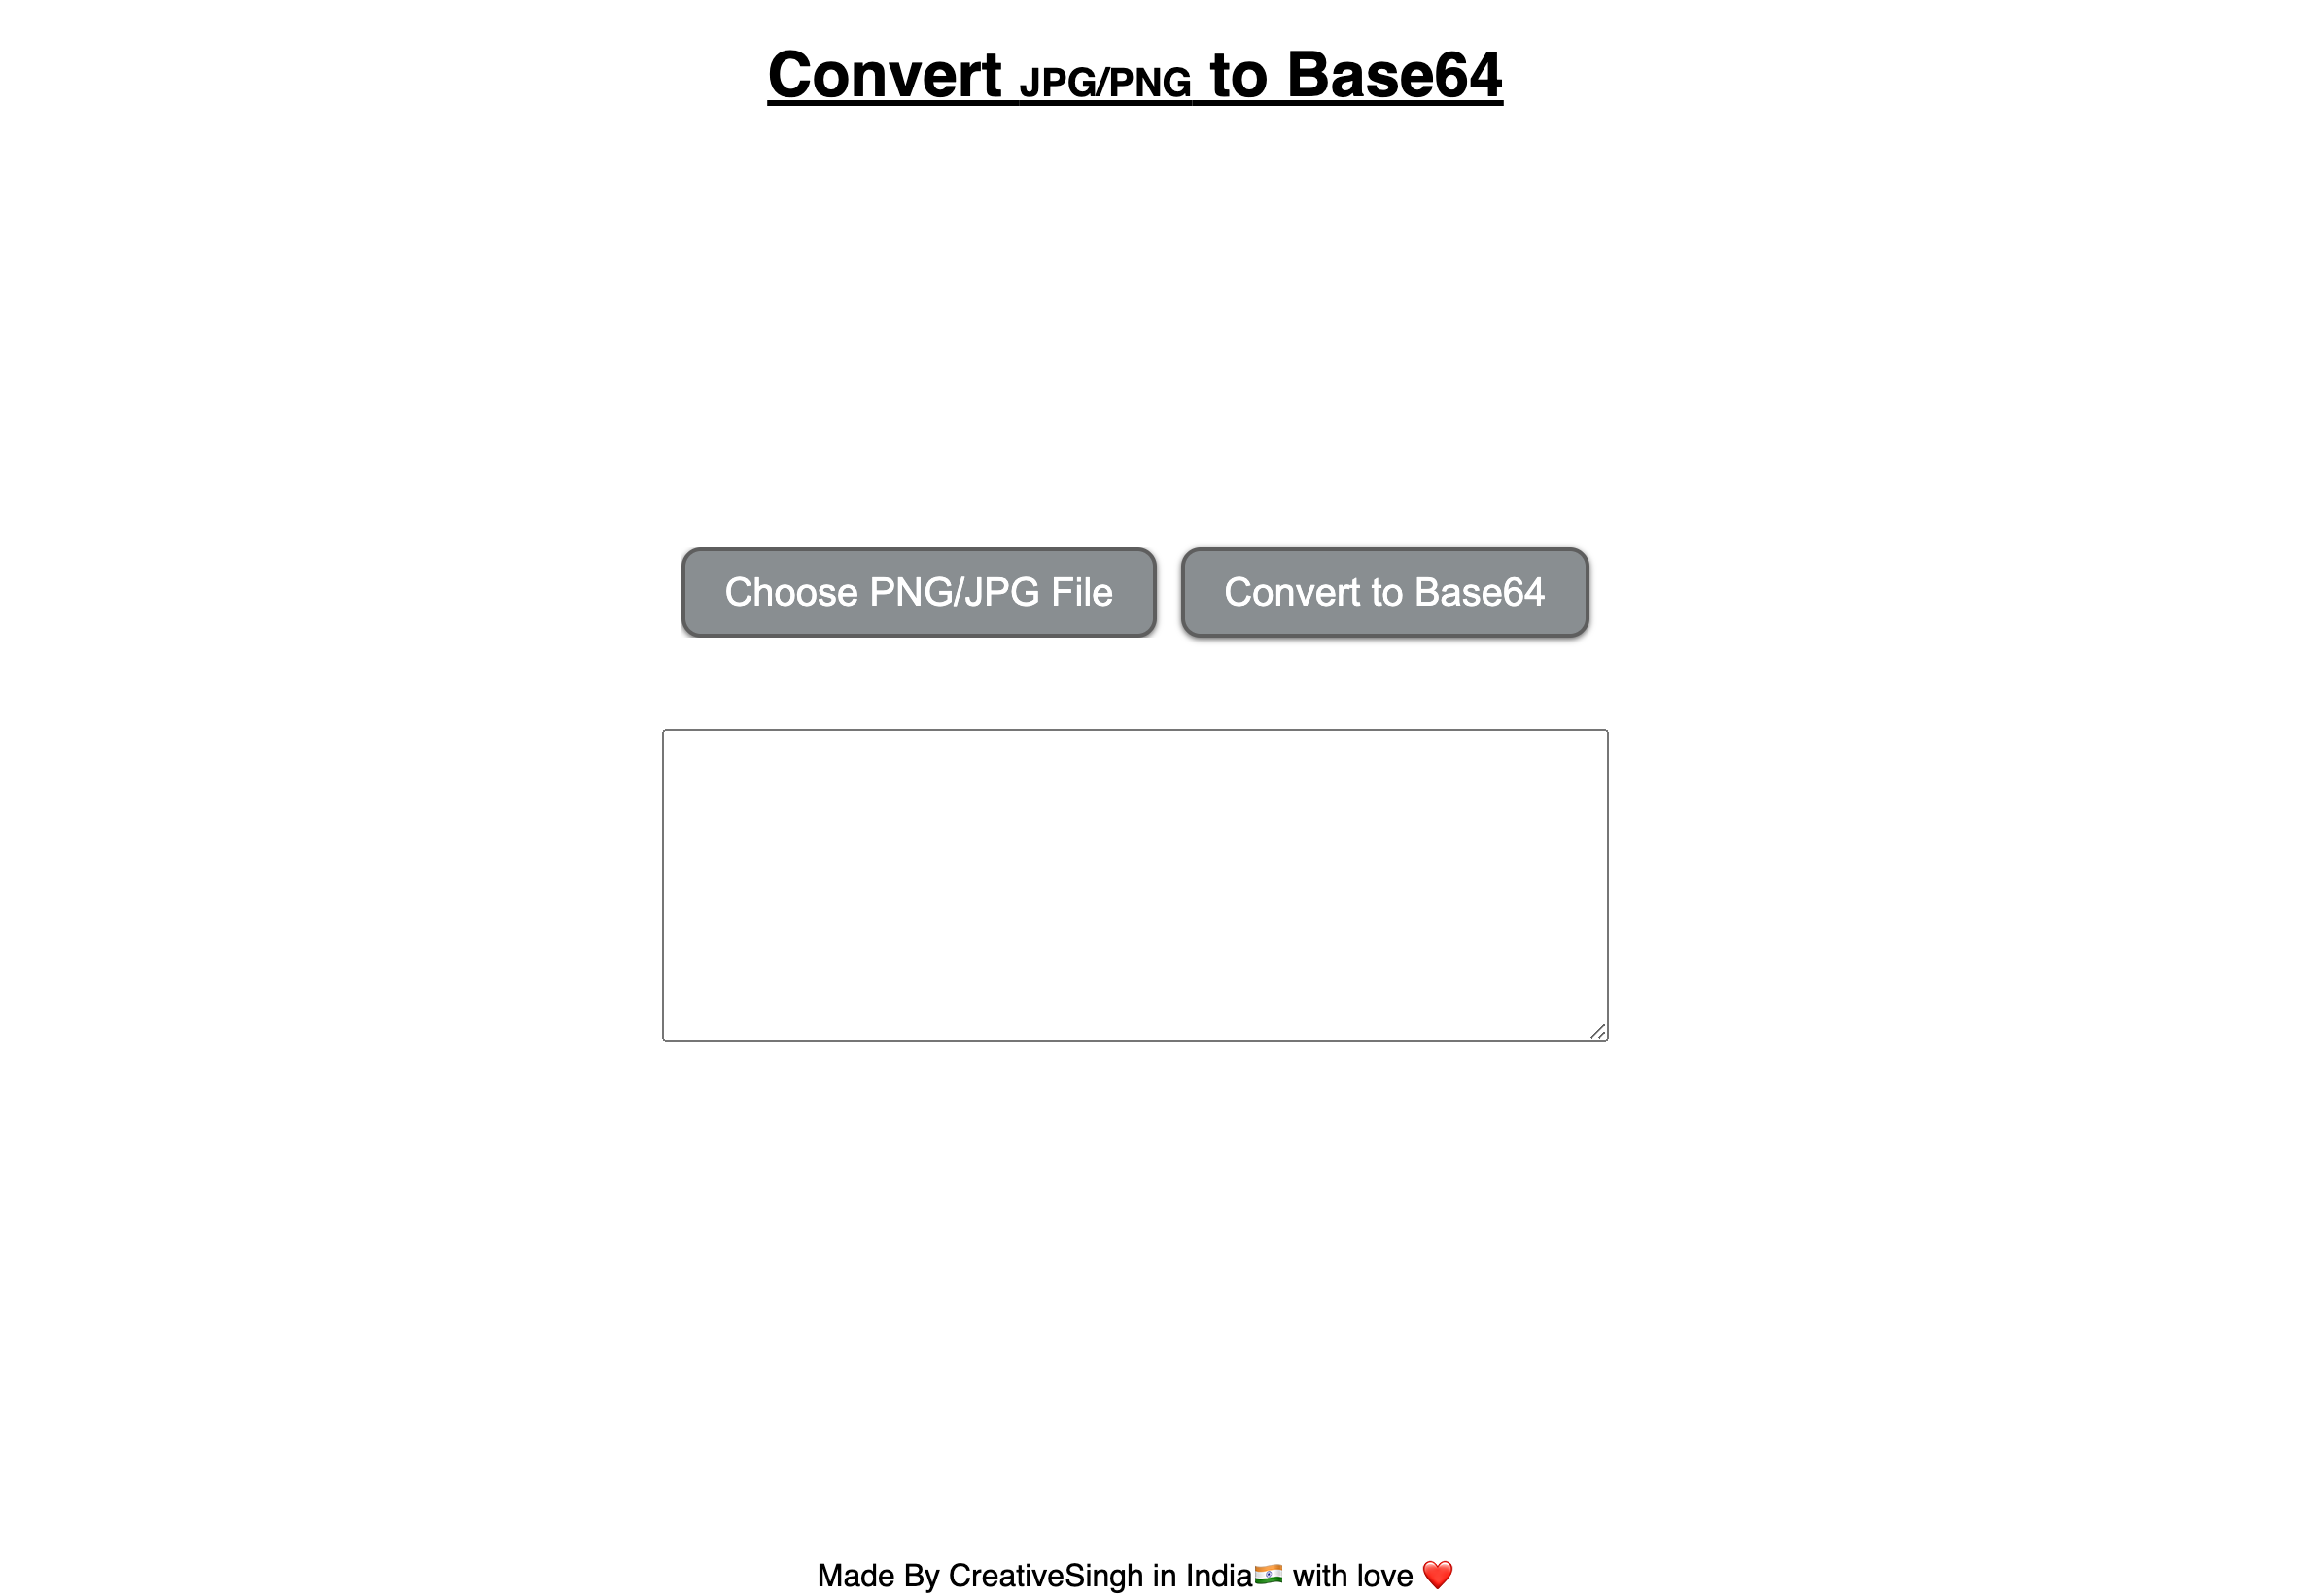 Convert JPG/PNG to Base64
Choose PNG/JPG File
Convert to Base64
Made By CreativeSingh in India🇮🇳 with love ❤️